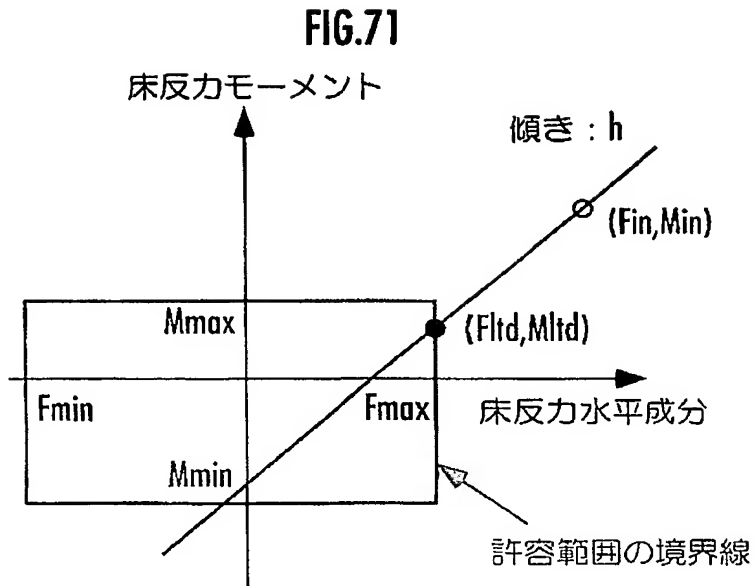 FIG.71
床反力モーメント
傾き : h
(Fin,Min)
Mmax
(Fltd,Mltd)
Fmin
Fmax
床反力水平成分
Mmin
許容範囲の境界線